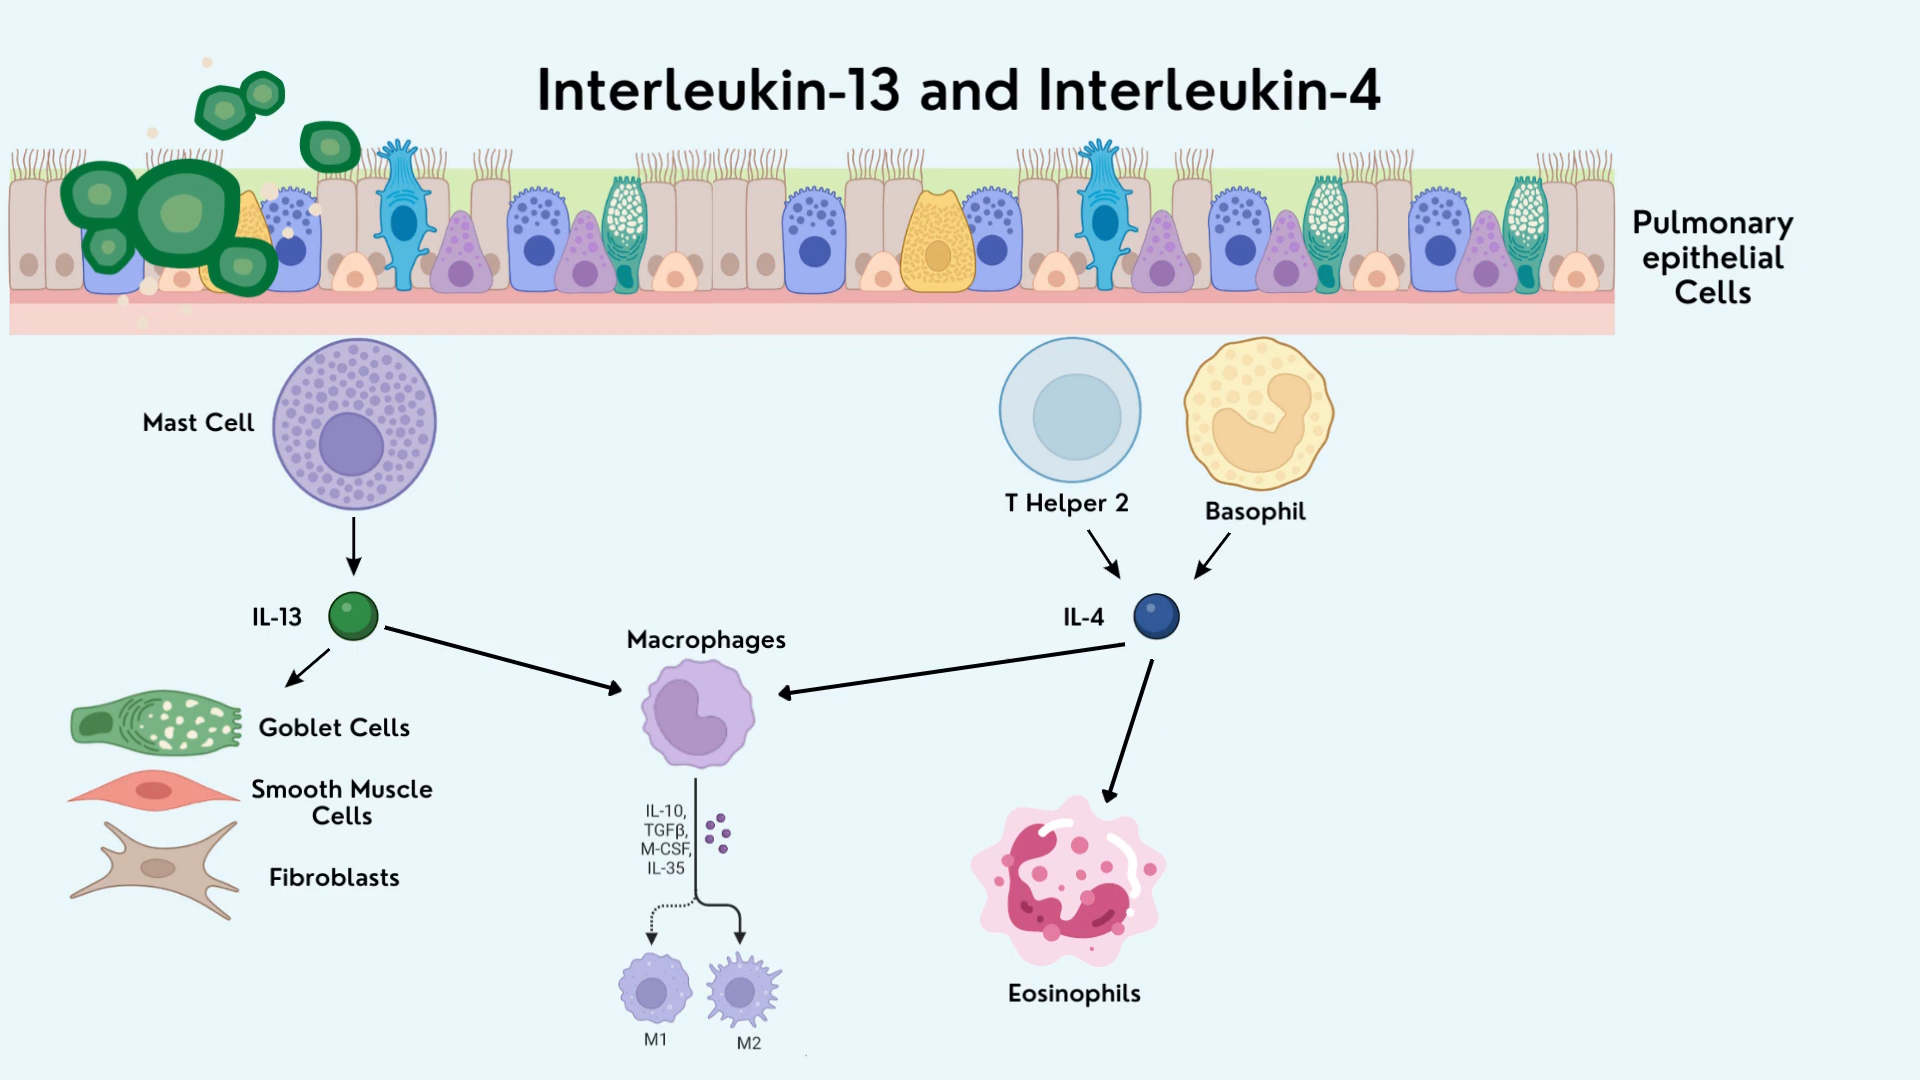 Interleukin-13 and Interleukin-4
Pulmonary
epithelial
Cells
Mast Cell
T Helper 2
Basophil
IL-13
IL-4
Macrophages
Goblet Cells
Smooth Muscle
Cells
Fibroblasts
IL-10,
TGFβ,
M-CSF,
IL-35
M1
M2
Eosinophils